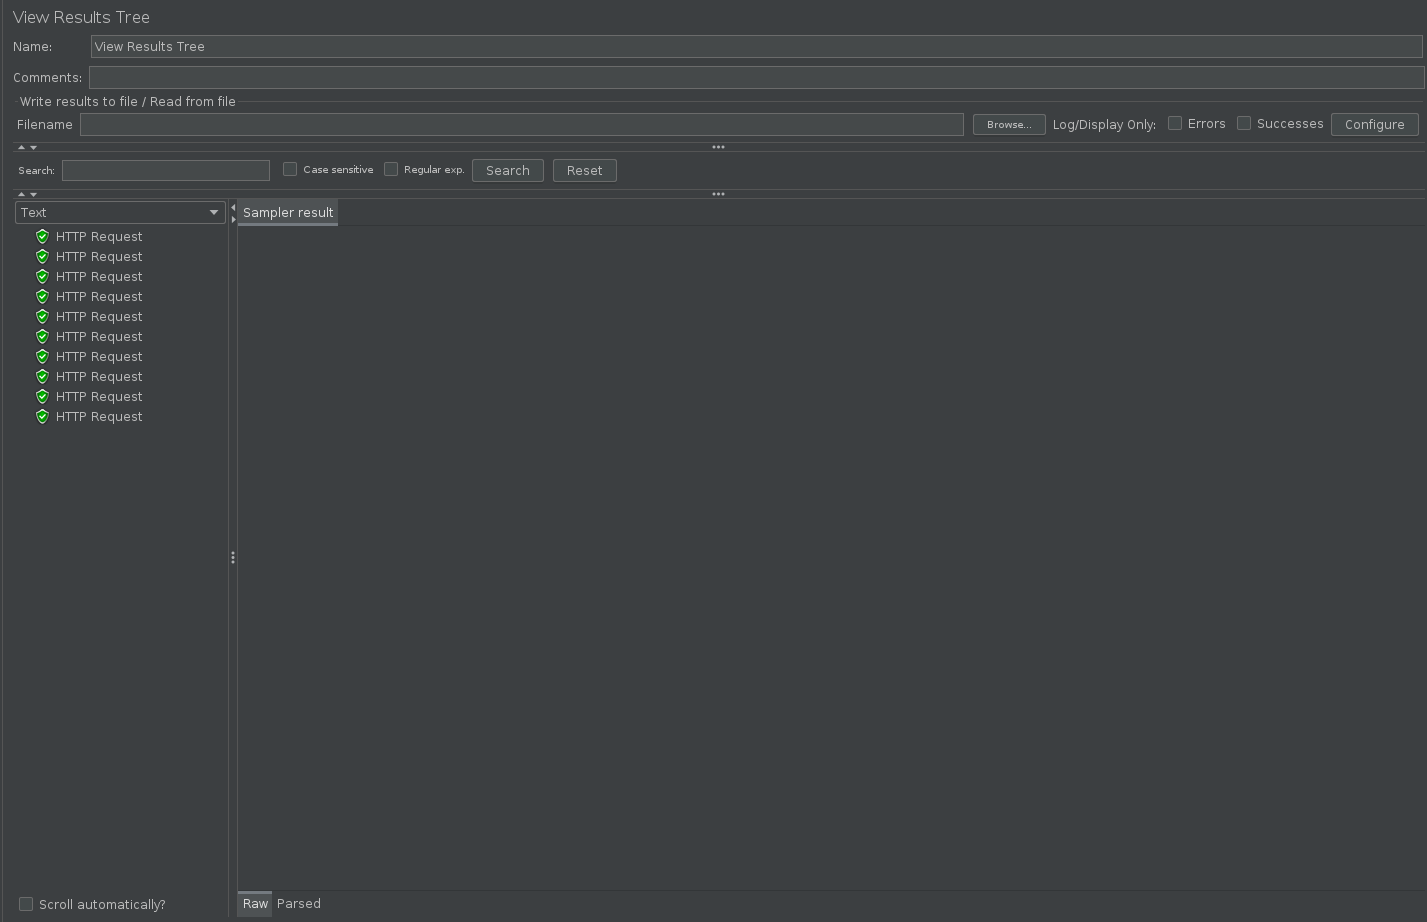 View Results Tree
Name: View Results Tree
Comments:
Write results to file / Read from file
Filename Browse... Log/Display Only: Errors Successes Configure
Search: Case sensitive Regular exp. Search Reset
Text Sampler result
HTTP Request
HTTP Request
HTTP Request
HTTP Request
HTTP Request
HTTP Request
HTTP Request
HTTP Request
HTTP Request
HTTP Request
Scroll automatically? Raw Parsed